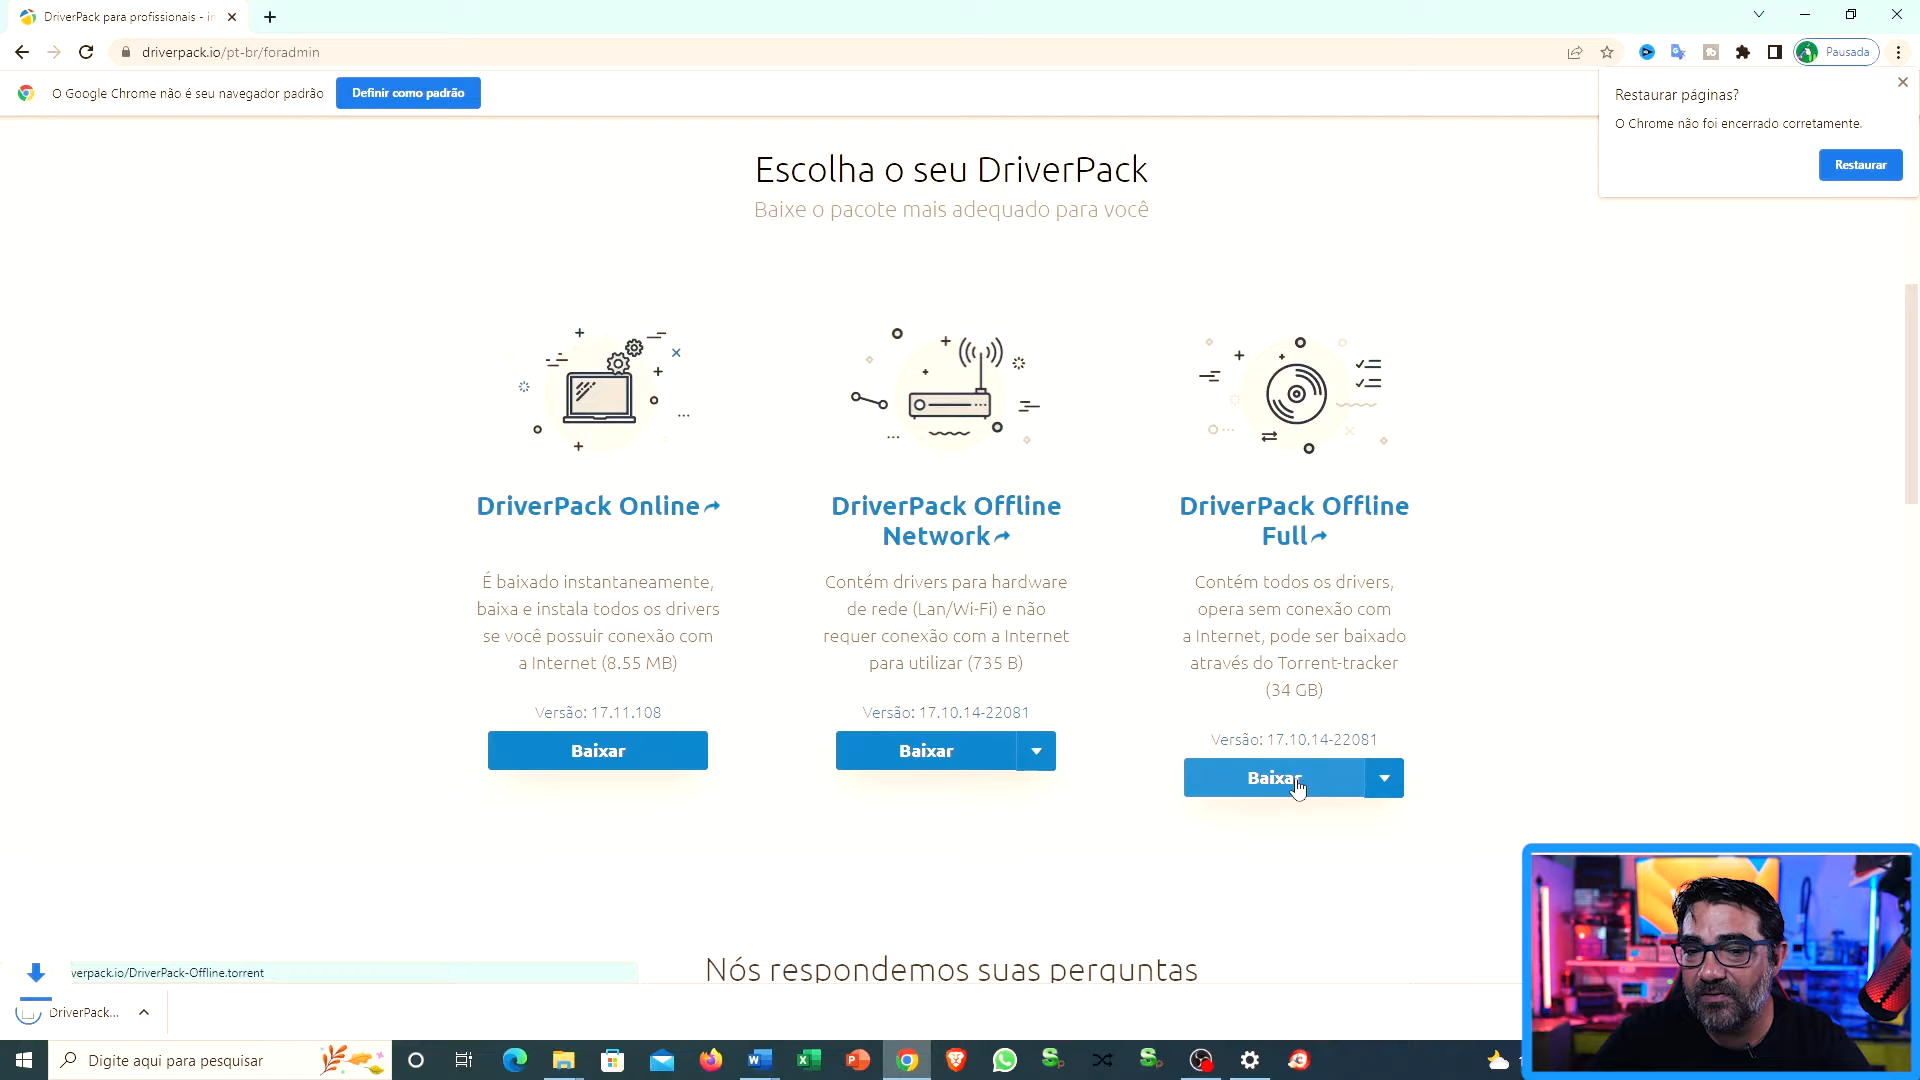 DriverPack para profissionais - in
driverpack.io/pt-br/foradmin
Pausada
O Google Chrome não é seu navegador padrão
Definir como padrão
Restaurar páginas?
O Chrome não foi encerrado corretamente.
Restaurar
Escolha o seu DriverPack
Baixe o pacote mais adequado para você
DriverPack Online
É baixado instantaneamente,
baixa e instala todos os drivers
se você possuir conexão com
a Internet (8.55 MB)
Versão: 17.11.108
Baixar
DriverPack Offline
Network
Contém drivers para hardware
de rede (Lan/Wi-Fi) e não
requer conexão com a Internet
para utilizar (735 B)
Versão: 17.10.14-22081
Baixar
DriverPack Offline
Full
Contém todos os drivers,
opera sem conexão com
a Internet, pode ser baixado
através do Torrent-tracker
(34 GB)
Versão: 17.10.14-22081
Baixar
Nós respondemos suas perguntas
verpack.io/DriverPack-Offline.torrent
DriverPack...
Digite aqui para pesquisar